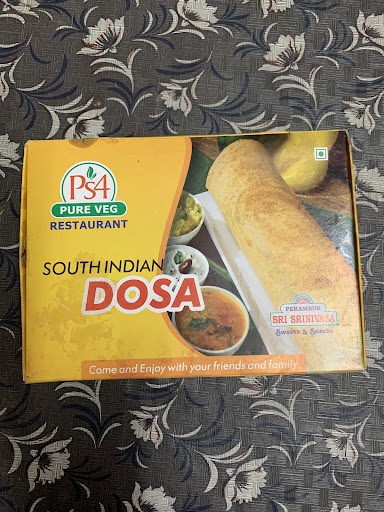 Ps4
PURE VEG
RESTAURANT
SOUTH INDIAN
DOSA
PERAMBUR
SRI SRINIVASA
Sweets & Snacks
Come and Enjoy with your friends and family